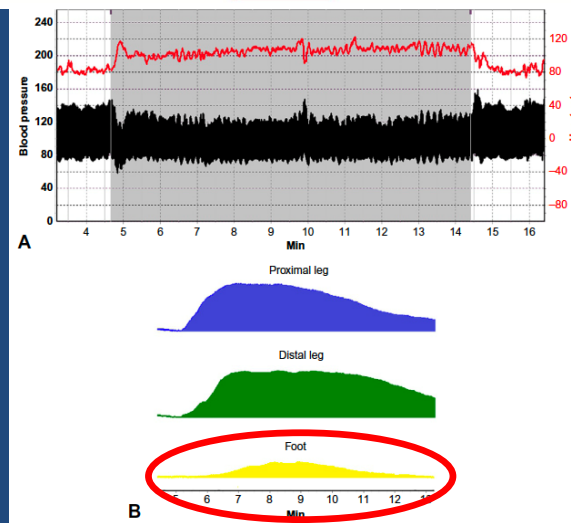 240
200
160
120
80
40
0
Blood pressure
120
80
40
0
−40
−80
4 5 6 7 8 9 10 11 12 13 14 15 16
A
Min
Proximal leg
Distal leg
Foot
6 7 8 9 10 11 12
B
Min